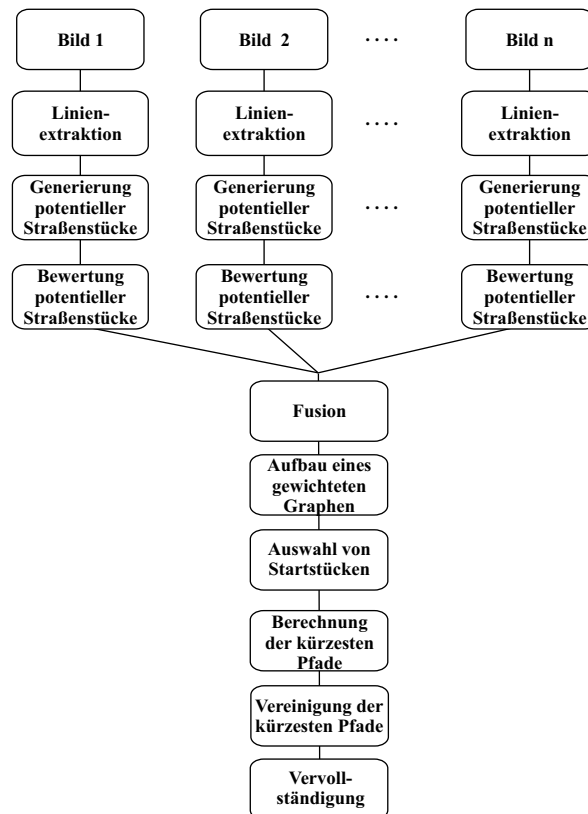 Bild 1
Bild 2
....
Bild n
Linien-
extraktion
Linien-
extraktion
....
Linien-
extraktion
Generierung
potentieller
Straßenstücke
Generierung
potentieller
Straßenstücke
....
Generierung
potentieller
Straßenstücke
Bewertung
potentieller
Straßenstücke
Bewertung
potentieller
Straßenstücke
....
Bewertung
potentieller
Straßenstücke
Fusion
Aufbau eines
gewichteten
Graphen
Auswahl von
Startstücken
Berechnung
der kürzesten
Pfade
Vereinigung der
kürzesten Pfade
Vervoll-
ständigung